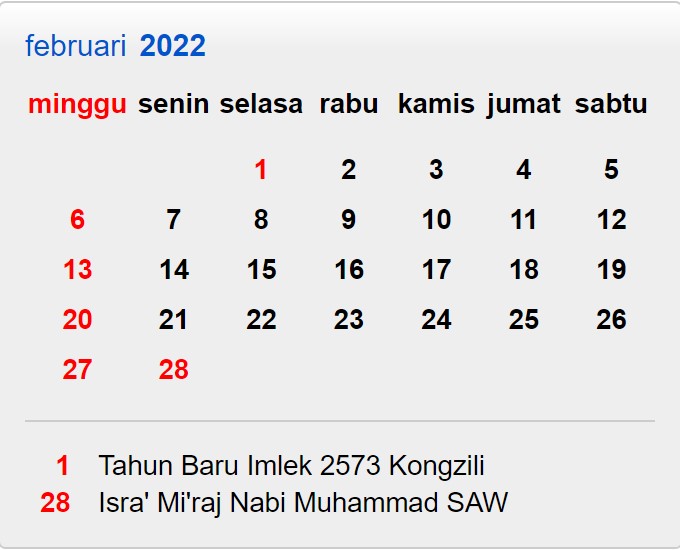 februari 2022
minggu senin selasa rabu kamis jumat sabtu
1 2 3 4 5
6 7 8 9 10 11 12
13 14 15 16 17 18 19
20 21 22 23 24 25 26
27 28
1 Tahun Baru Imlek 2573 Kongzili
28 Isra' Mi'raj Nabi Muhammad SAW